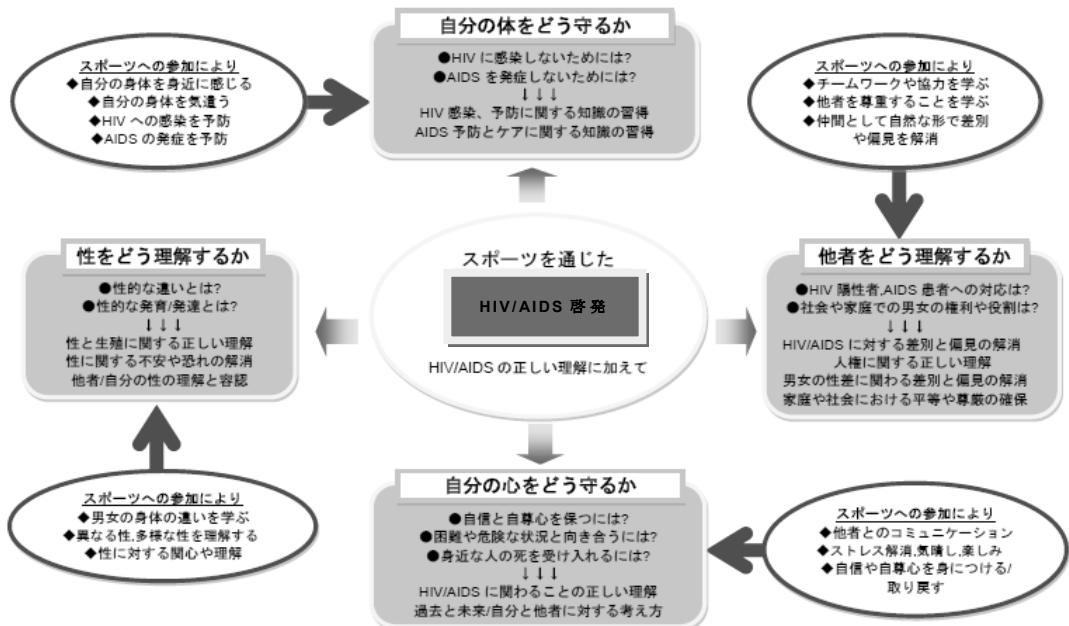 自分の体をどう守るか
●HIV に感染しないためには?
●AIDS を発症しないためには?
↓↓↓
HIV 感染、予防に関する知識の習得
AIDS 予防とケアに関する知識の習得
スポーツへの参加により
◆自分の身体を身近に感じる
◆自分の身体を気遣う
◆HIV への感染を予防
◆AIDS の発症を予防
スポーツへの参加により
◆チームワークや協力を学ぶ
◆他者を尊重することを学ぶ
◆仲間として自然な形で差別
や偏見を解消
性をどう理解するか
●性的な違いとは?
●性的な発育/発達とは?
↓↓↓
性と生殖に関する正しい理解
性に関する不安や恐れの解消
他者/自分の性の理解と容認
スポーツを通じた
HIV/AIDS 啓発
HIV/AIDS の正しい理解に加えて
他者をどう理解するか
●HIV 陽性者,AIDS 患者への対応は?
●社会や家庭での男女の権利や役割は?
↓↓↓
HIV/AIDS に対する差別と偏見の解消
人権に関する正しい理解
男女の性差に関わる差別と偏見の解消
家庭や社会における平等や尊厳の確保
スポーツへの参加により
◆男女の身体の違いを学ぶ
◆異なる性,多様な性を理解する
◆性に対する関心や理解
自分の心をどう守るか
●自信と自尊心を保つには?
●困難や危険な状況と向き合うには?
●身近な人の死を受け入れるには?
↓↓↓
HIV/AIDS に関わることの正しい理解
過去と未来/自分と他者に対する考え方
スポーツへの参加により
◆他者とのコミュニケーション
◆ストレス解消,気晴し,楽しみ
◆自信や自尊心を身につける/
取り戻す